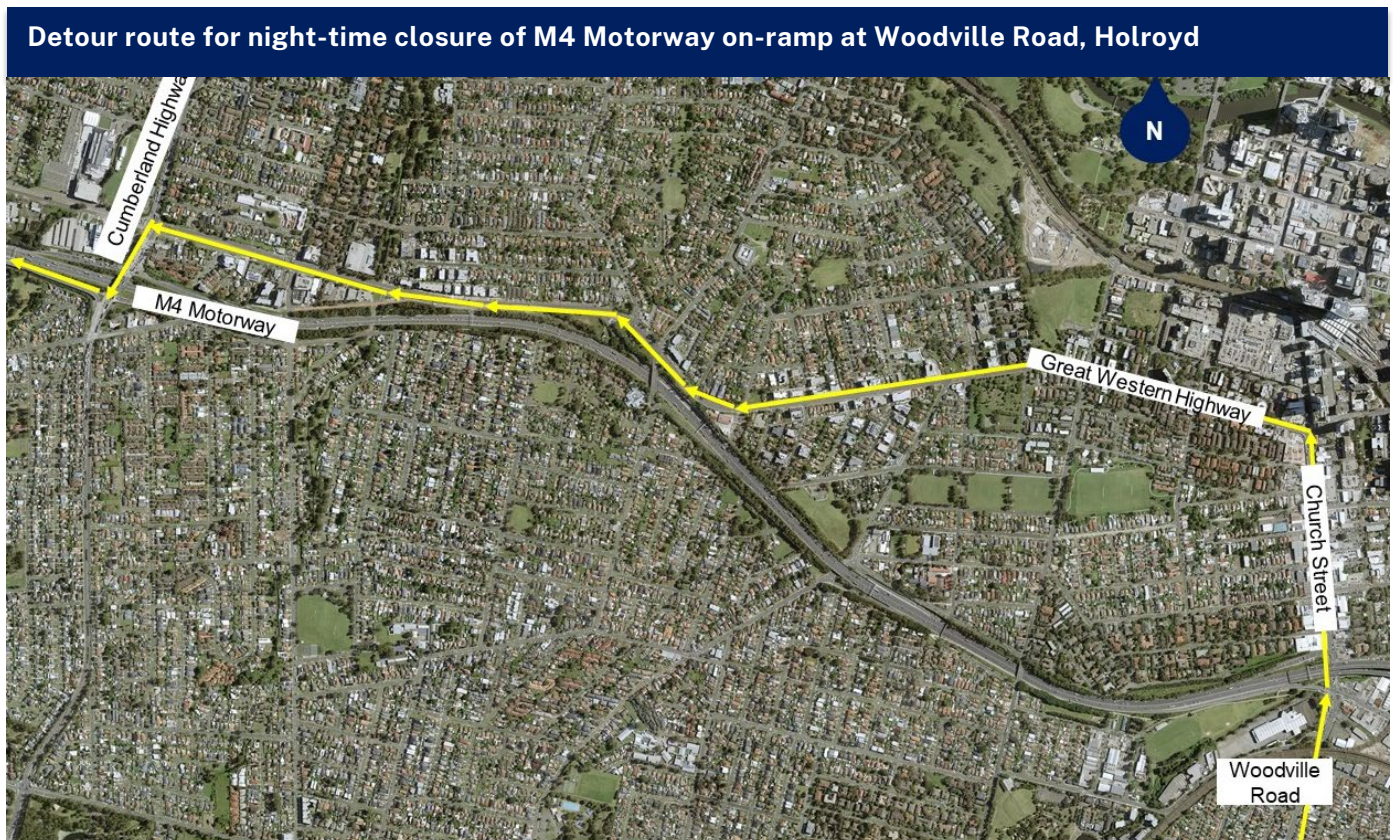 Detour route for night-time closure of M4 Motorway on-ramp at Woodville Road, Holroyd
N
Cumberland Highway
M4 Motorway
Great Western Highway
Church Street
Woodville
Road